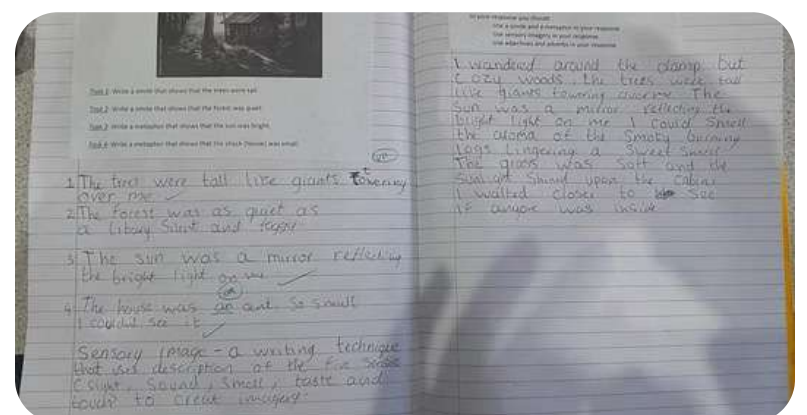 Task 1: Write a simile that shows that the trees were tall.
Task 2: Write a simile that shows that the forest was quiet.
Task 3: Write a metaphor that shows that the sun was bright.
Task 4: Write a metaphor that shows that the shack (house) was small.
1 The trees were tall like giants towering
over me
2 The forest was as quiet as
a libary silent and
3 The sun was a mirror reflecting
the bright light on me
4 The house was an ant so small
I couldnt see it
Sensory image - a writing technique
that uses description of the five senses
(sight, sound, smell, taste and
touch) to creat imagery.
In your response you should:
Use a simile and a metaphor in your response
Use sensory imagery in your response
Use adjectives and adverbs in your response
I wandered around the damp but
cozy woods. the trees were tall
like giants towering over me The
sun was a mirror reflecting the
bright light on me I could smell
the aroma of the smoky burning
logs lingering a sweet smell
The grass was soft and the
sunlight shined upon the cabin
I walked closer to see
if anyone was inside